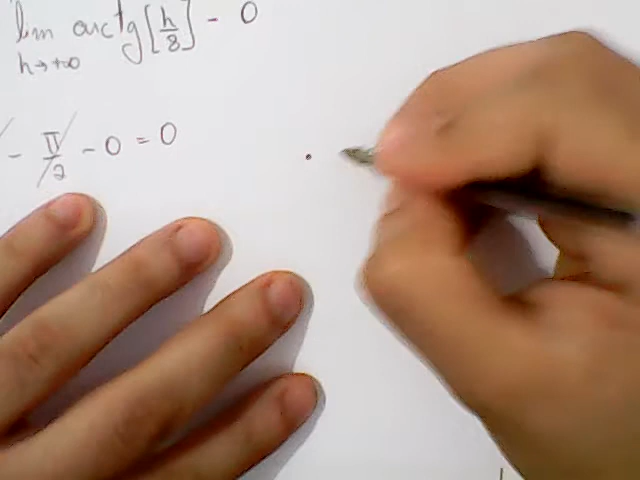 lim arctg[h/8] - 0
h→+∞
- π/2 - 0 = 0